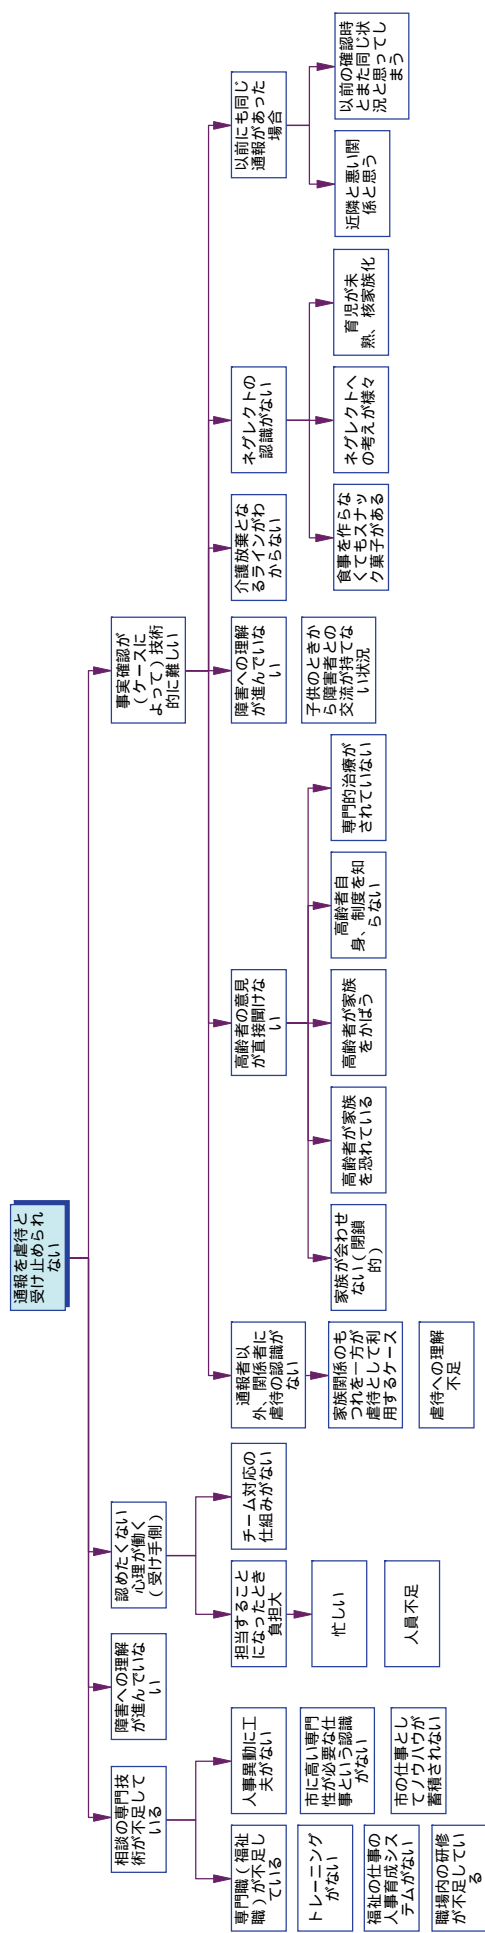 通報を虐待と
受け止められ
ない
相談の専門技
術が不足して
いる
障害への理解
が進んでいな
い
認めたくない
心理が働く
（受け手側）
事実確認が
（ケースに
よって）技術
的に難しい
専門職（福祉
職）が不足し
ている
トレーニング
がない
福祉の仕事の
人事育成シス
テムがない
職場内の研修
が不足してい
る
人事異動に工
夫がない
市に高い専門
性が必要な仕
事という認識
がない
市の仕事とし
てノウハウが
蓄積されない
担当すること
になったとき
負担大
忙しい
人員不足
チーム対応の
仕組みがない
通報者以
外、関係者に
虐待の認識が
ない
家族関係のも
つれを一方が
虐待として利
用するケース
虐待への理解
不足
高齢者の意見
が直接聞けな
い
家族が会わせ
ない（閉鎖
的）
高齢者が家族
を恐れている
高齢者が家族
をかばう
高齢者自
身、制度を知
らない
専門的治療が
されていない
障害への理解
が進んでいな
い
子供のときか
ら障害者との
交流が持てな
い状況
介護放棄とな
るラインがわ
からない
ネグレクトの
認識がない
食事を作らな
くてもスナッ
ク菓子がある
ネグレクトへ
の考えが様々
育児が未
熟、核家族化
以前にも同じ
通報があった
場合
近隣と悪い関
係と思う
以前の確認時
とまた同じ状
況と思ってし
まう